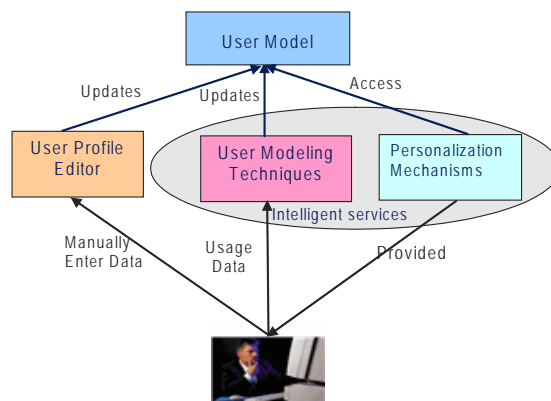 User Model
Updates
Updates
Access
User Profile
Editor
User Modeling
Techniques
Personalization
Mechanisms
Intelligent services
Manually
Enter Data
Usage
Data
Provided